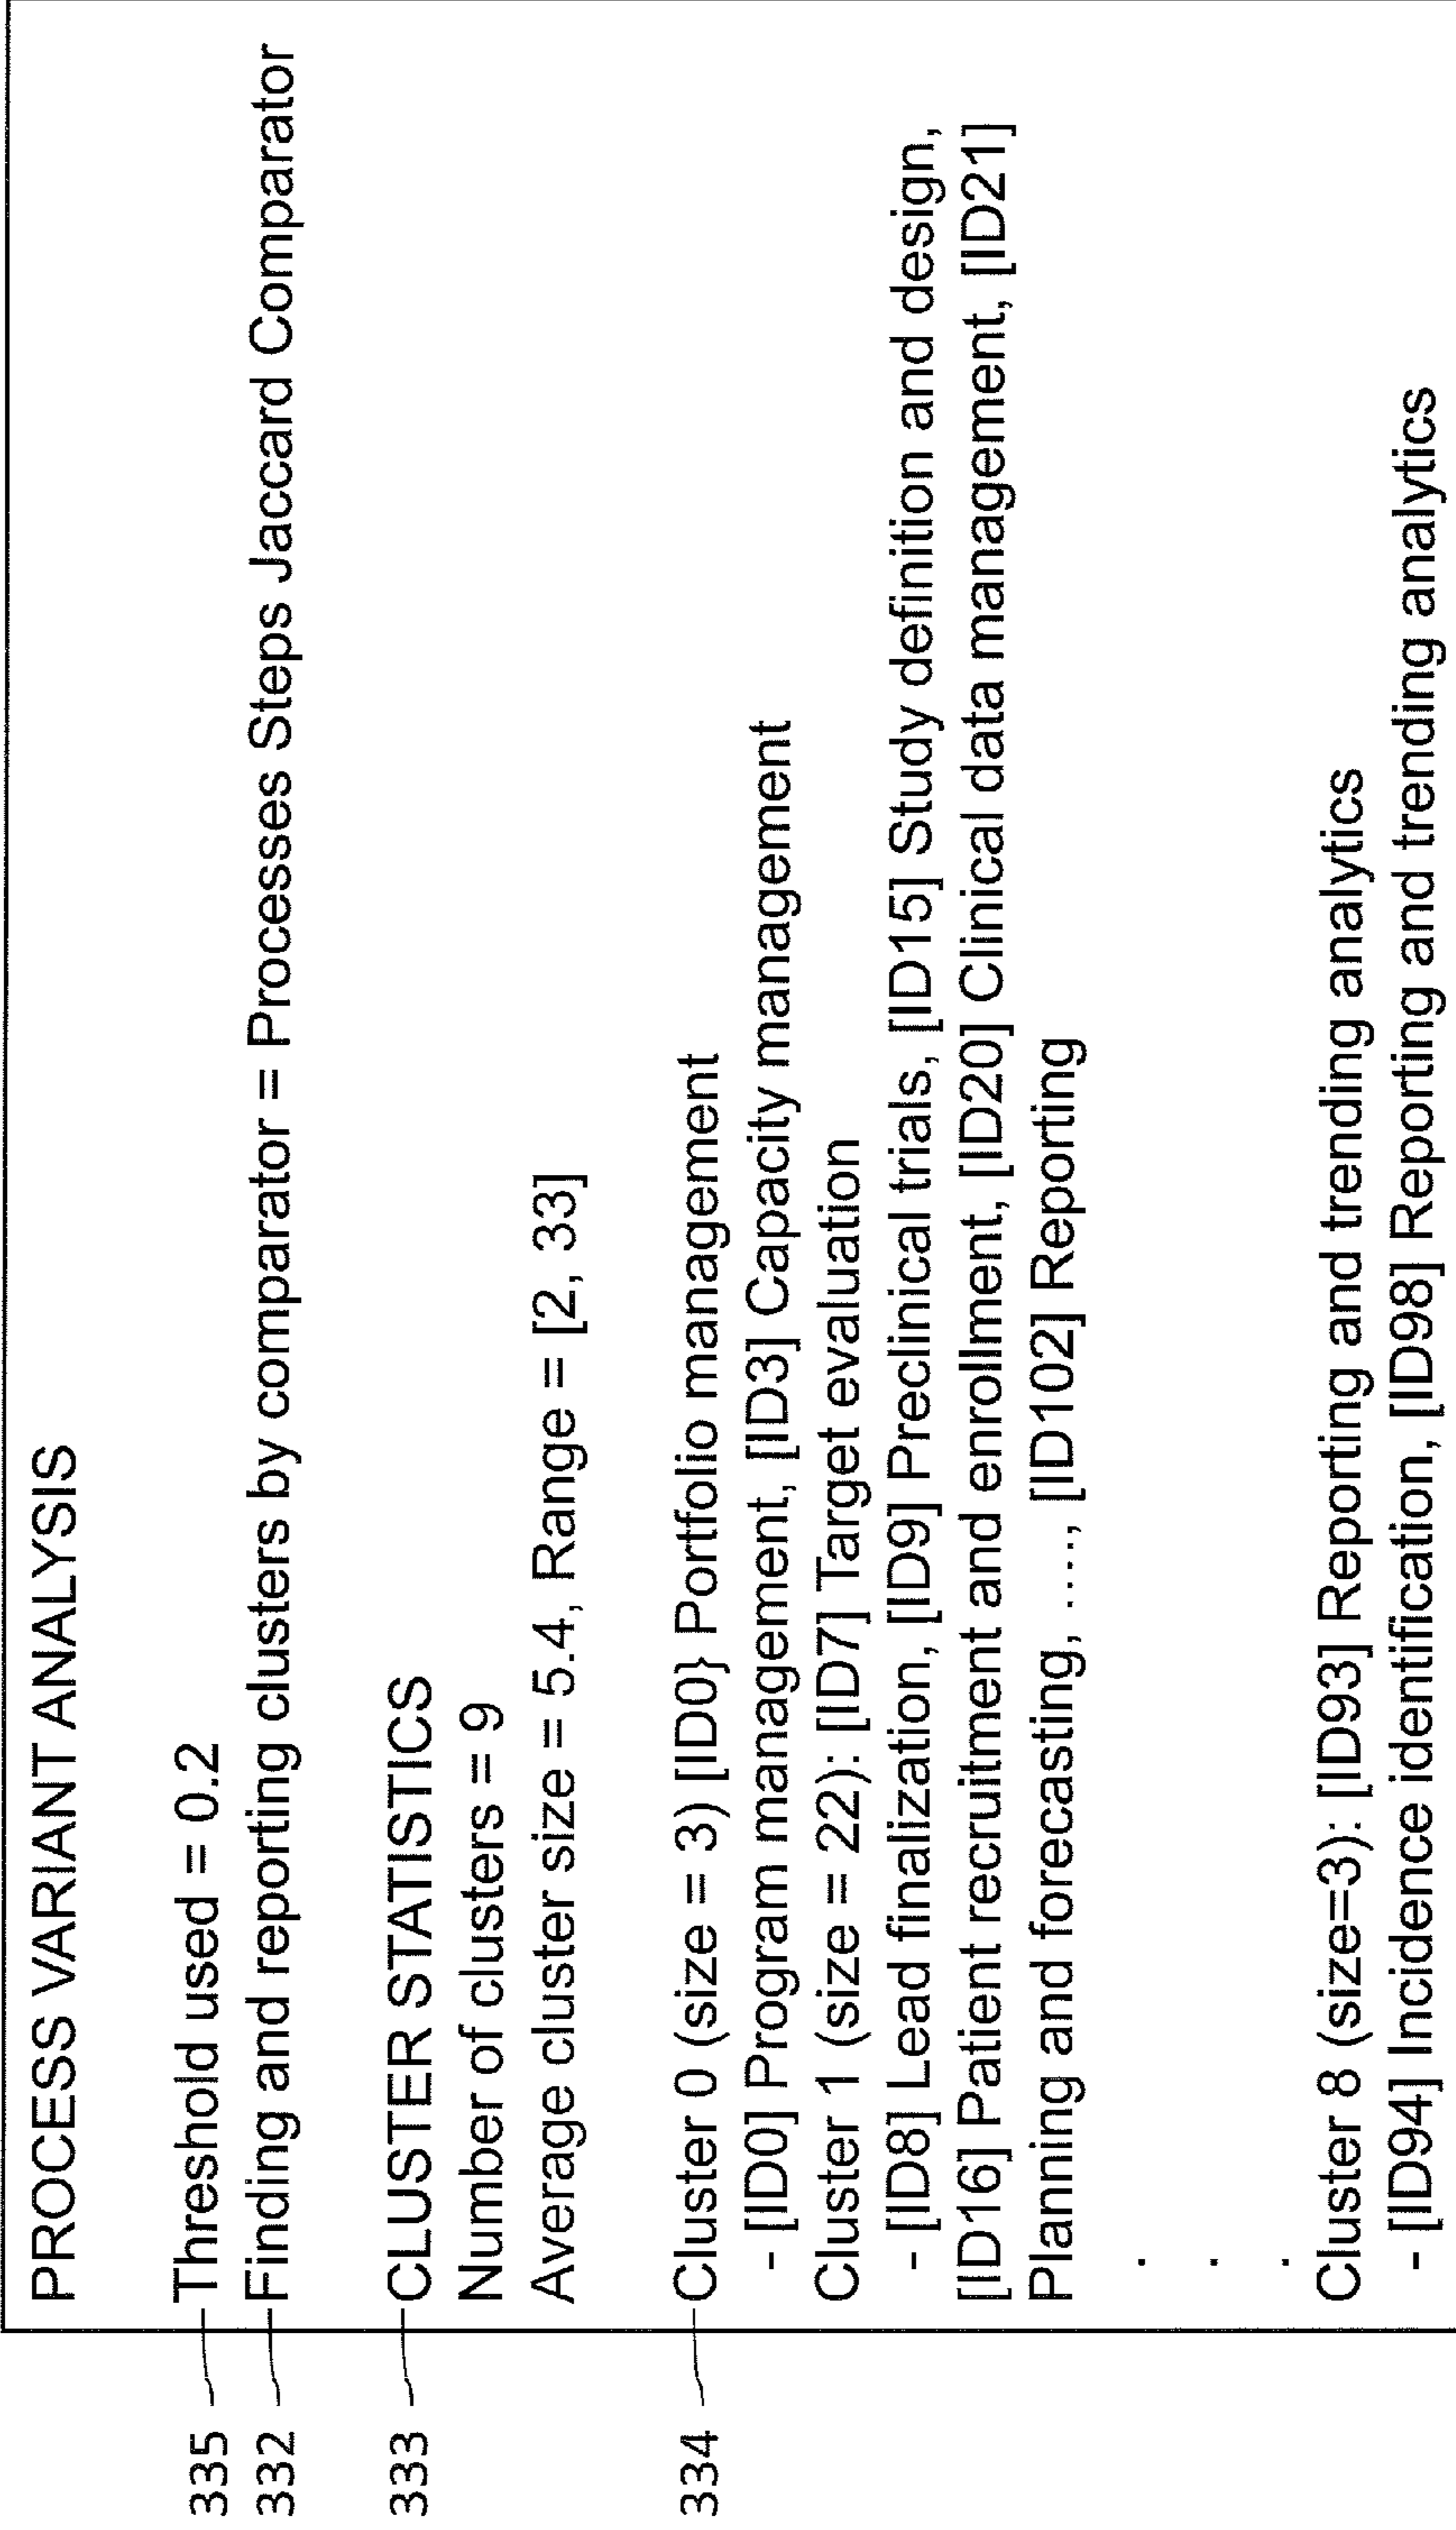 PROCESS VARIANT ANALYSIS
335 Threshold used = 0.2
332 Finding and reporting clusters by comparator = Processes Steps Jaccard Comparator
333 CLUSTER STATISTICS
Number of clusters = 9
Average cluster size = 5.4, Range = [2, 33]
334 Cluster 0 (size = 3) [ID0} Portfolio management
- [ID0] Program management, [ID3] Capacity management
Cluster 1 (size = 22): [ID7] Target evaluation
- [ID8] Lead finalization, [ID9] Preclinical trials, [ID15] Study definition and design,
[ID16] Patient recruitment and enrollment, [ID20] Clinical data management, [ID21]
Planning and forecasting, ...., [ID102] Reporting
.
.
.
Cluster 8 (size=3): [ID93] Reporting and trending analytics
- [ID94] Incidence identification, [ID98] Reporting and trending analytics